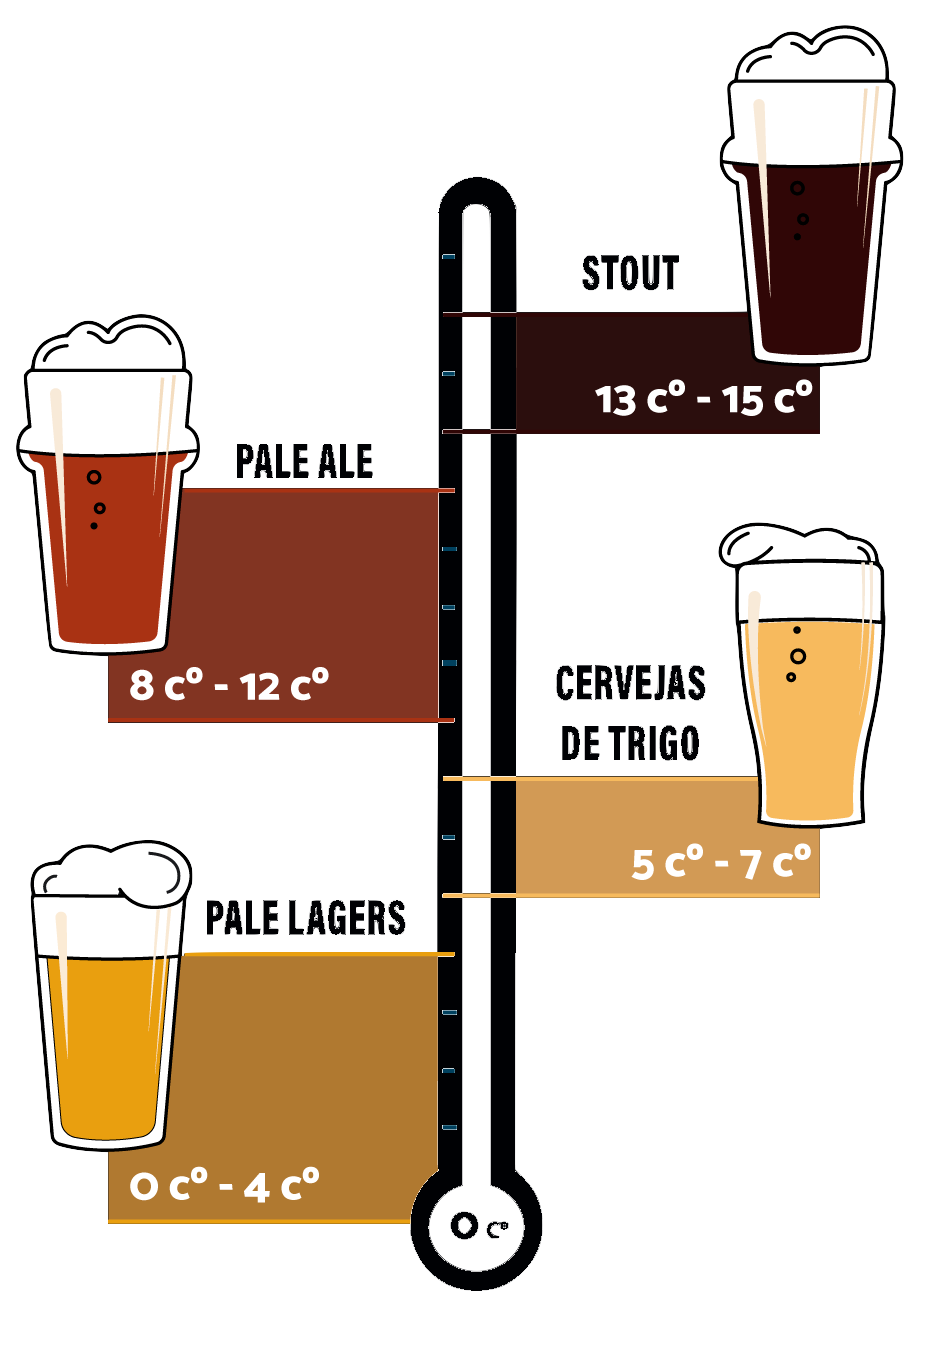 STOUT
13 cº - 15 cº
PALE ALE
8 cº - 12 cº
CERVEJAS
DE TRIGO
5 cº - 7 cº
PALE LAGERS
0 cº - 4 cº
0 cº